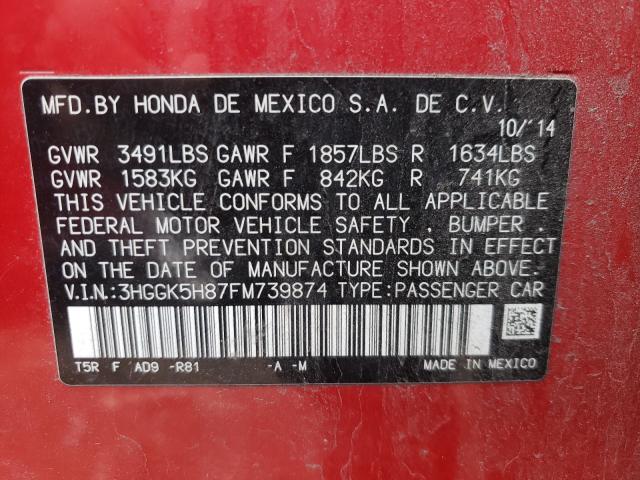 MFD.BY HONDA DE MEXICO S.A. DE C.V.
10/'14
GVWR 3491LBS GAWR F 1857LBS R 1634LBS
GVWR 1583KG GAWR F 842KG R 741KG
THIS VEHICLE CONFORMS TO ALL APPLICABLE
FEDERAL MOTOR VEHICLE SAFETY , BUMPER ,
AND THEFT PREVENTION STANDARDS IN EFFECT
ON THE DATE OF MANUFACTURE SHOWN ABOVE.
V.I.N.:3HGGK5H87FM739874 TYPE:PASSENGER CAR
T5R F AD9 -R81 -A -M MADE IN MEXICO